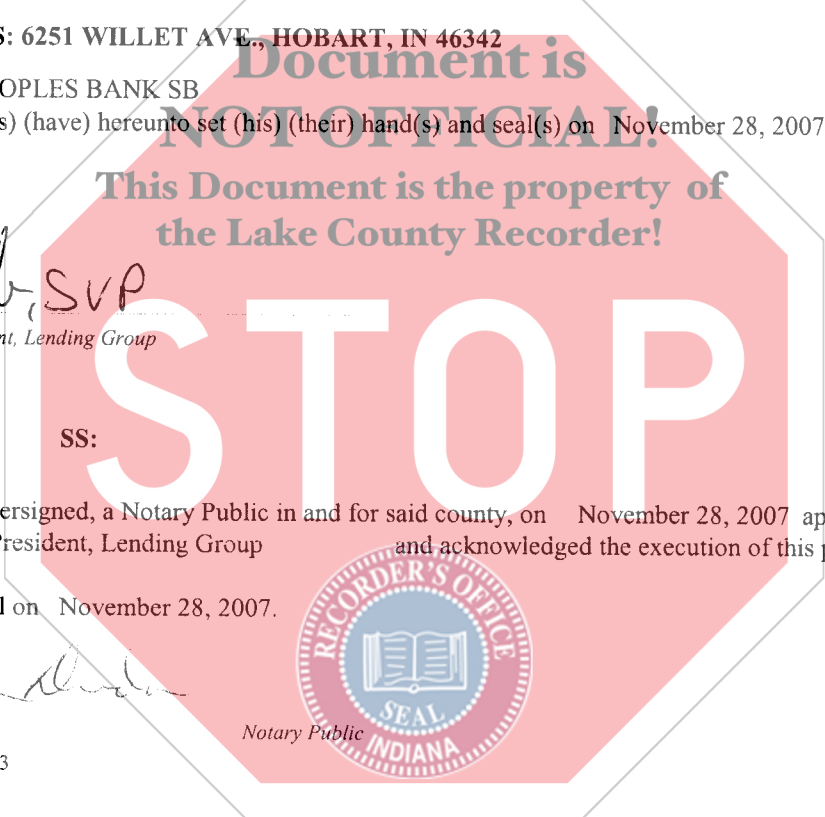 S: 6251 WILLET AVE., HOBART, IN 46342
Document is
OPLES BANK SB
NOT OFFICIAL!
s) (have) hereunto set (his) (their) hand(s) and seal(s) on November 28, 2007
This Document is the property of
the Lake County Recorder!
, SVP
nt, Lending Group
STOP
SS:
ersigned, a Notary Public in and for said county, on November 28, 2007 ap
President, Lending Group and acknowledged the execution of this p
l on November 28, 2007.
RECORDER'S OFFICE
SEAL
INDIANA
Notary Public
3